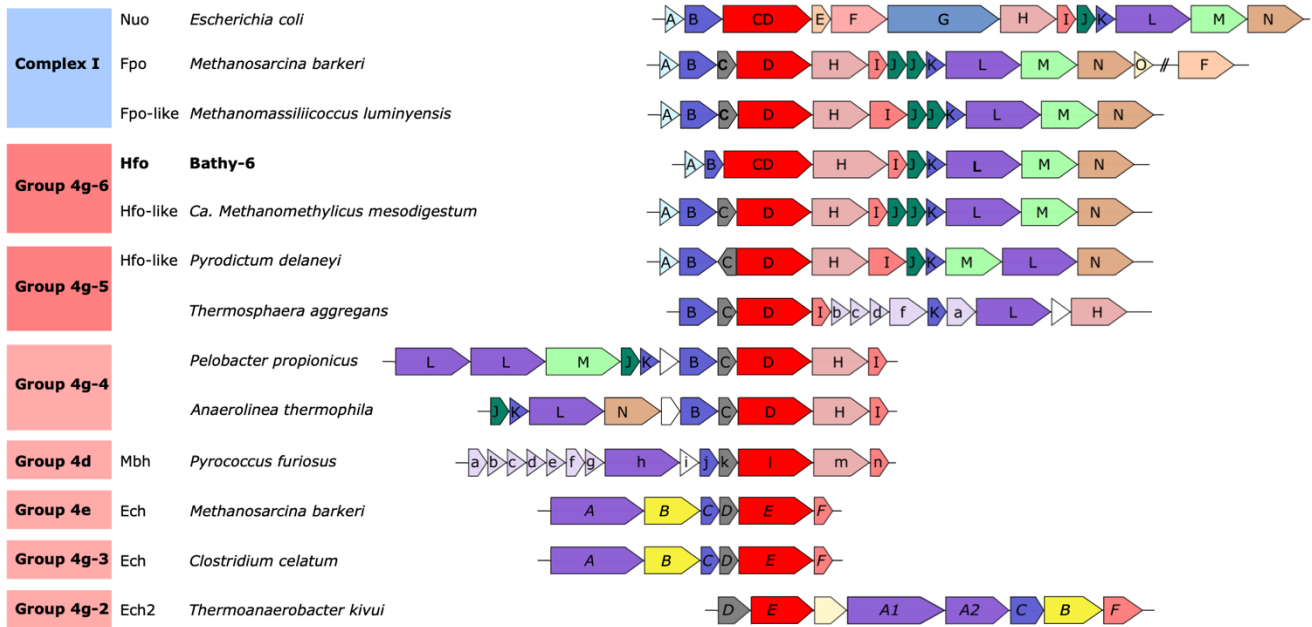 Nuo Escherichia coli A B CD E F G H I J K L M N
Complex I Fpo Methanosarcina barkeri A B C D H I J J K L M N O // F
Fpo-like Methanomassiliicoccus luminyensis A B C D H I J J K L M N
Hfo Bathy-6 A B CD H I J K L M N
Group 4g-6
Hfo-like Ca. Methanomethylicus mesodigestum A B C D H I J J K L M N
Hfo-like Pyrodictum delaneyi A B C D H I J K M L N
Group 4g-5
Thermosphaera aggregans B C D I b c d f K a L H
Pelobacter propionicus L L M J K B C D H I
Group 4g-4
Anaerolinea thermophila J K L N B C D H I
Group 4d Mbh Pyrococcus furiosus a b c d e f g h i j k l m n
Group 4e Ech Methanosarcina barkeri A B C D E F
Group 4g-3 Ech Clostridium celatum A B C D E F
Group 4g-2 Ech2 Thermoanaerobacter kivui D E A1 A2 C B F